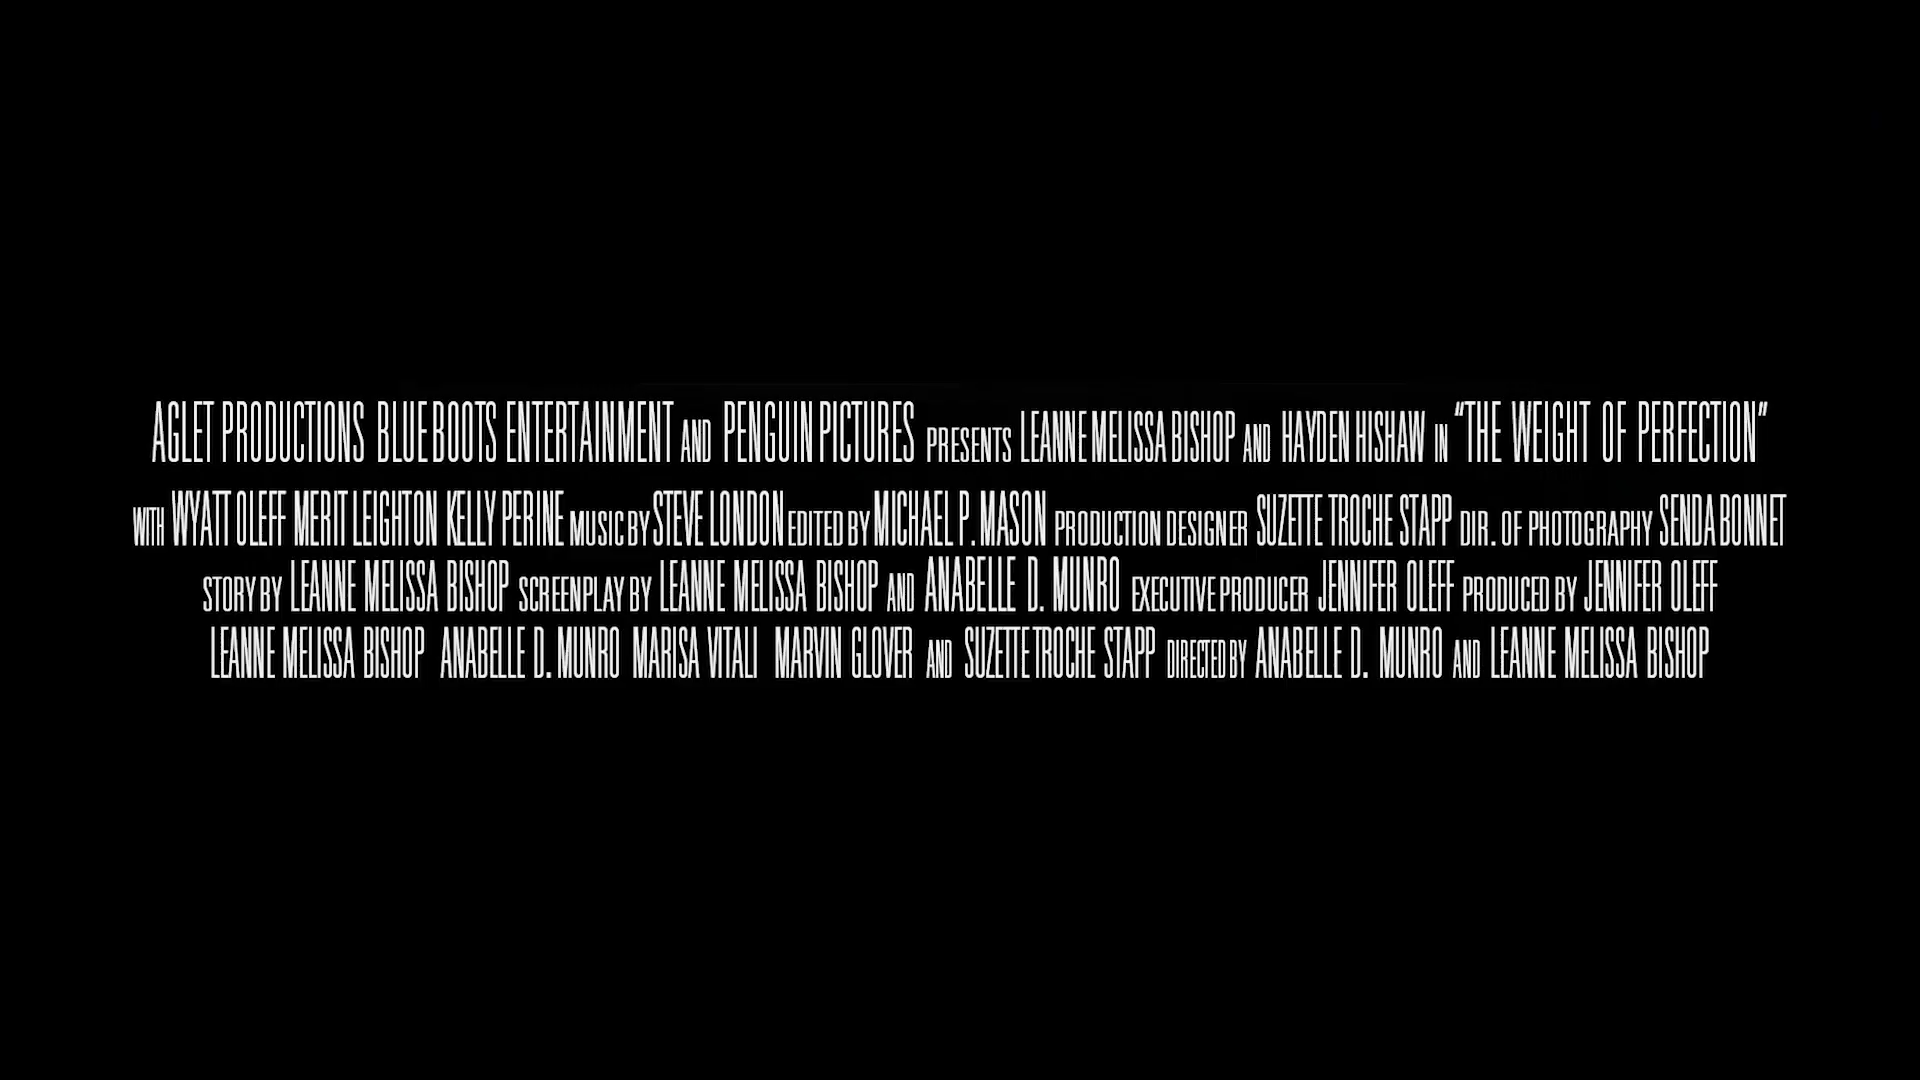 AGLET PRODUCTIONS BLUE BOOTS ENTERTAINMENT AND PENGUIN PICTURES PRESENTS LEANNE MELISSA BISHOP AND HAYDEN HISHAW IN “THE WEIGHT OF PERFECTION”
WITH WYATT OLEFF MERIT LEIGHTON KELLY PERINE MUSIC BY STEVE LONDON EDITED BY MICHAEL P. MASON PRODUCTION DESIGNER SUZETTE TROCHE STAPP DIR. OF PHOTOGRAPHY SENDA BONNET
STORY BY LEANNE MELISSA BISHOP SCREENPLAY BY LEANNE MELISSA BISHOP AND ANABELLE D. MUNRO EXECUTIVE PRODUCER JENNIFER OLEFF PRODUCED BY JENNIFER OLEFF
LEANNE MELISSA BISHOP ANABELLE D. MUNRO MARISA VITALI MARVIN GLOVER AND SUZETTE TROCHE STAPP DIRECTED BY ANABELLE D. MUNRO AND LEANNE MELISSA BISHOP